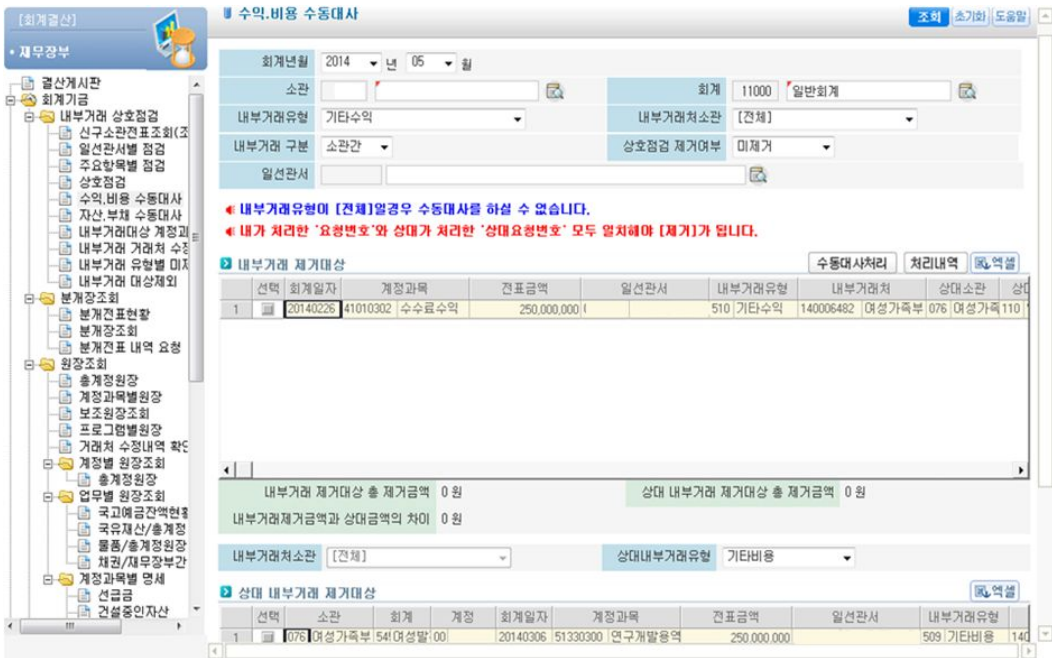 [회계결산]
• 재무장부
결산게시판
회계기금
내부거래 상호점검
신구소관전표조회(조
일선관서별 점검
주요항목별 점검
상호점검
수익,비용 수동대사
자산,부채 수동대사
내부거래대상 계정과
내부거래 거래처 수정
내부거래 유형별 미제
내부거래 대상제외
분개장조회
분개전표현황
분개장조회
분개전표 내역 요청
원장조회
총계정원장
계정과목별원장
보조원장조회
프로그램별원장
거래처 수정내역 확인
계정별 원장조회
총계정원장
업무별 원장조회
국고예금잔액현황
국유재산/총계정
물품/총계정원장
채권/재무장부간
계정과목별 명세
선급금
건설중인자산
수익.비용 수동대사
조회 초기화 도움말
회계년월 2014 년 05 월
소관 회계 11000 일반회계
내부거래유형 기타수익 내부거래처소관 [전체]
내부거래 구분 소관간 상호점검 제거여부 미제거
일선관서
내부거래유형이 [전체]일경우 수동대사를 하실 수 없습니다.
내가 처리한 '요청번호'와 상대가 처리한 '상대요청번호' 모두 일치해야 [제거]가 됩니다.
내부거래 제거대상 수동대사처리 처리내역 엑셀
선택 회계일자 계정과목 전표금액 일선관서 내부거래유형 내부거래처 상대소관 상대
1 20140226 41010302 수수료수익 250,000,000 510 기타수익 140006482 여성가족부 076 여성가족 110
내부거래 제거대상 총 제거금액 0 원 상대 내부거래 제거대상 총 제거금액 0 원
내부거래제거금액과 상대금액의 차이 0 원
내부거래처소관 [전체] 상대내부거래유형 기타비용
상대 내부거래 제거대상 엑셀
선택 소관 회계 계정 회계일자 계정과목 전표금액 일선관서 내부거래유형
1 076 여성가족부 여성발 00 20140306 51330300 연구개발용역 250,000,000 509 기타비용 140